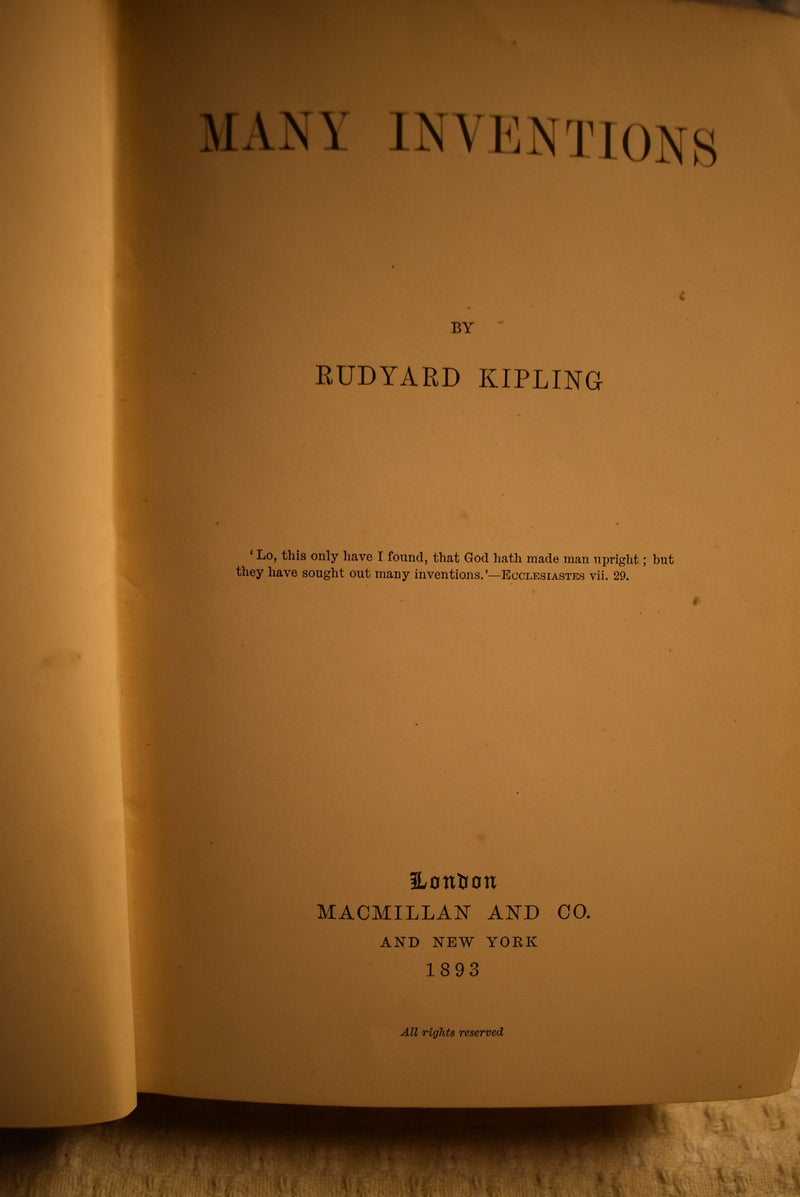 MANY INVENTIONS
BY
RUDYARD KIPLING
‘Lo, this only have I found, that God hath made man upright; but
they have sought out many inventions.’—Ecclesiastes vii. 29.
London
MACMILLAN AND CO.
AND NEW YORK
1893
All rights reserved